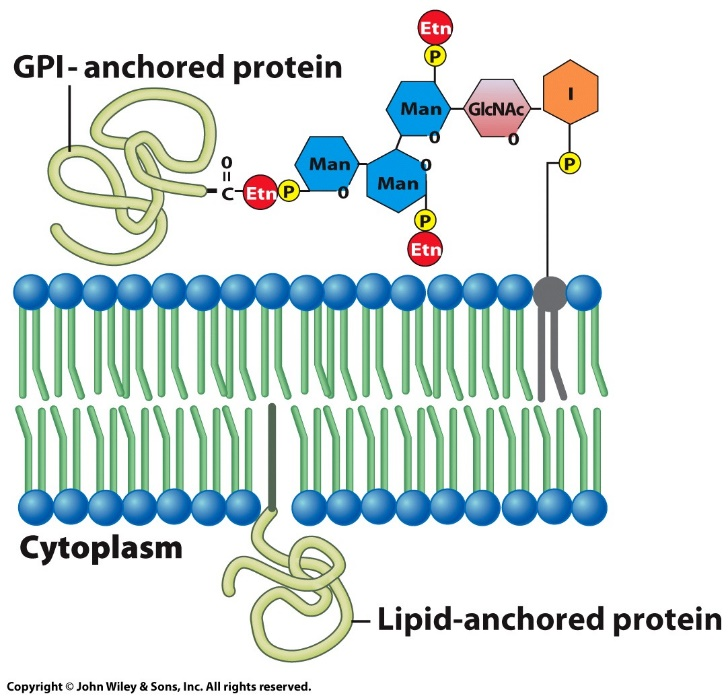 Etn
P
GPI- anchored protein
Man
GlcNAc
I
O
O
P
O
||
C
Etn
P
Man
O
Man
O
P
Etn
Cytoplasm
Lipid-anchored protein
Copyright © John Wiley & Sons, Inc. All rights reserved.